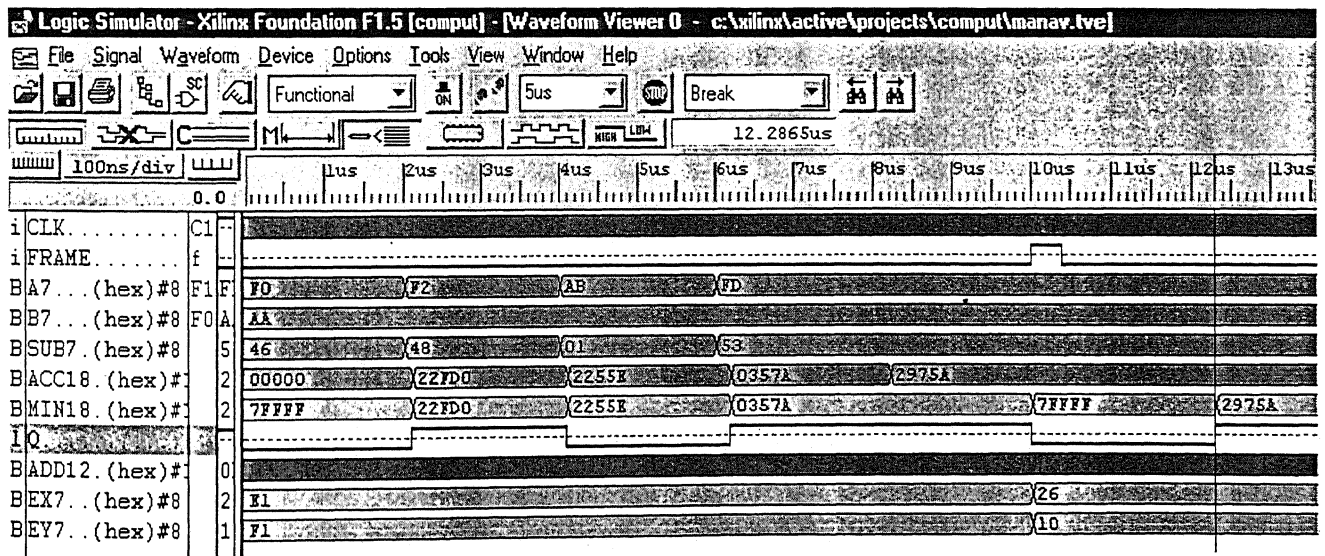 Logic Simulator - Xilinx Foundation F1.5 [comput] - [Waveform Viewer 0 - c:\xilinx\active\projects\comput\manav.tve]
File Signal Waveform Device Options Tools View Window Help
SC Functional ON 5us STOP Break
C M HIGH LOW 12.2865us
100ns/div 1us 2us 3us 4us 5us 6us 7us 8us 9us 10us 11us 12us 13us
0.0
i CLK......... C1
i FRAME....... f
B A7...(hex)#8 F1 F F0 F2 AB FD
B B7...(hex)#8 F0 A AA
B SUB7.(hex)#8 5 46 48 01 53
B ACC18.(hex)#1 2 00000 22FD0 2255E 0357A 2975A
B MIN18.(hex)#1 2 7FFFF 22FD0 2255E 0357A 7FFFF 2975A
Q
B ADD12.(hex)#1 0
B EX7..(hex)#8 2 E1 26
B EY7..(hex)#8 1 F1 10